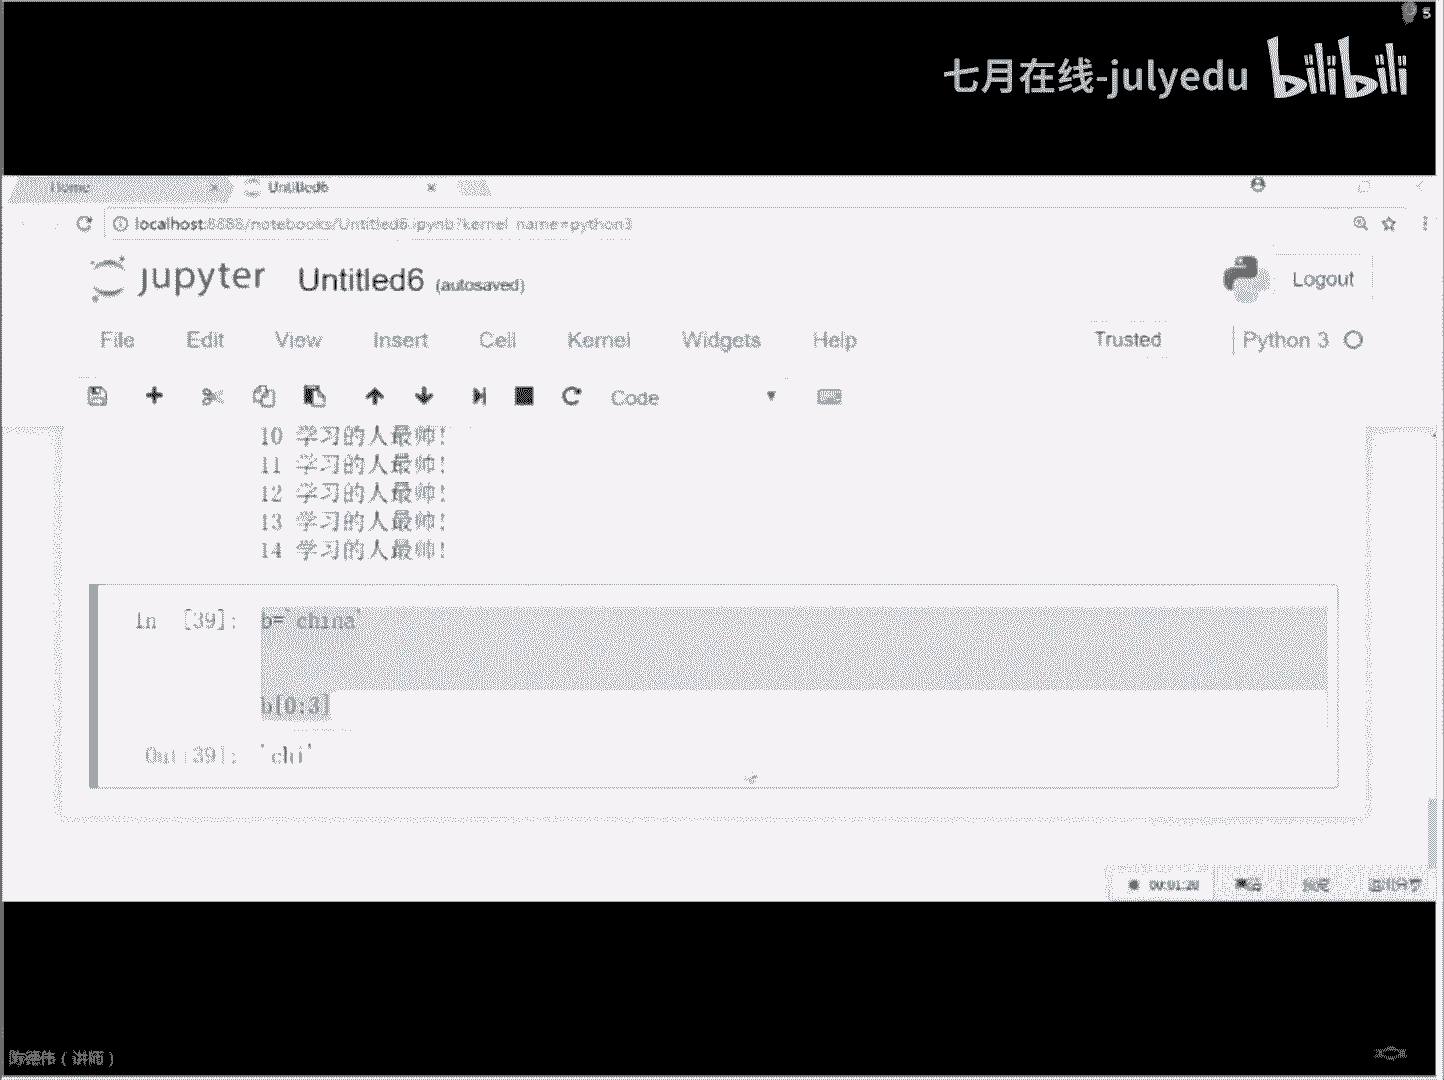 5
七月在线-julyedu bilibili
Home Untitled6
localhost:8888/notebooks/Untitled6.ipynb?kernel_name=python3
jupyter Untitled6 (autosaved) Logout
File Edit View Insert Cell Kernel Widgets Help Trusted Python 3
Code
10 学习的人最帅!
11 学习的人最帅!
12 学习的人最帅!
13 学习的人最帅!
14 学习的人最帅!
In [39]: b='china'
b[0:3]
Out[39]: 'chi'
00:01:20
陈德伟（讲师）